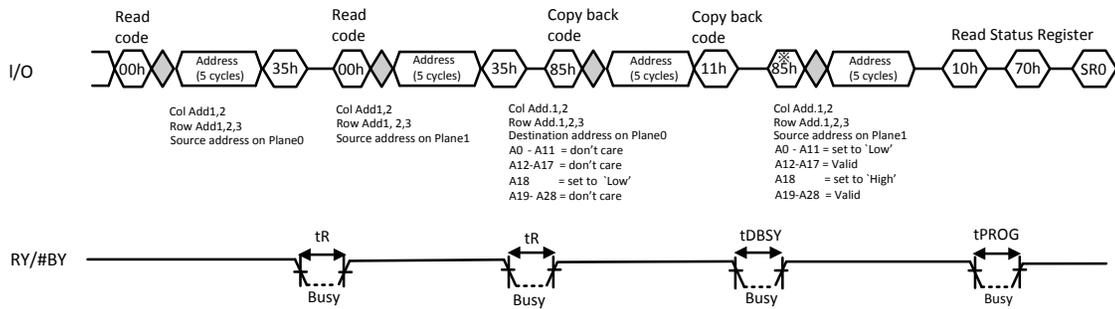 Read
code
Read
code
Copy back
code
Copy back
code
Read Status Register
I/O
00h
Address
(5 cycles)
35h
00h
Address
(5 cycles)
35h
85h
Address
(5 cycles)
11h
※
85h
Address
(5 cycles)
10h
70h
SR0
Col Add1,2
Row Add1,2,3
Source address on Plane0
Col Add1,2
Row Add1, 2,3
Source address on Plane1
Col Add.1,2
Row Add.1,2,3
Destination address on Plane0
A0 - A11 = don't care
A12-A17 = don't care
A18 = set to `Low'
A19- A28 = don't care
Col Add.1,2
Row Add.1,2,3
Source address on Plane1
A0 - A11 = set to `Low'
A12-A17 = Valid
A18 = set to `High'
A19-A28 = Valid
RY/#BY
tR
Busy
tR
Busy
tDBSY
Busy
tPROG
Busy